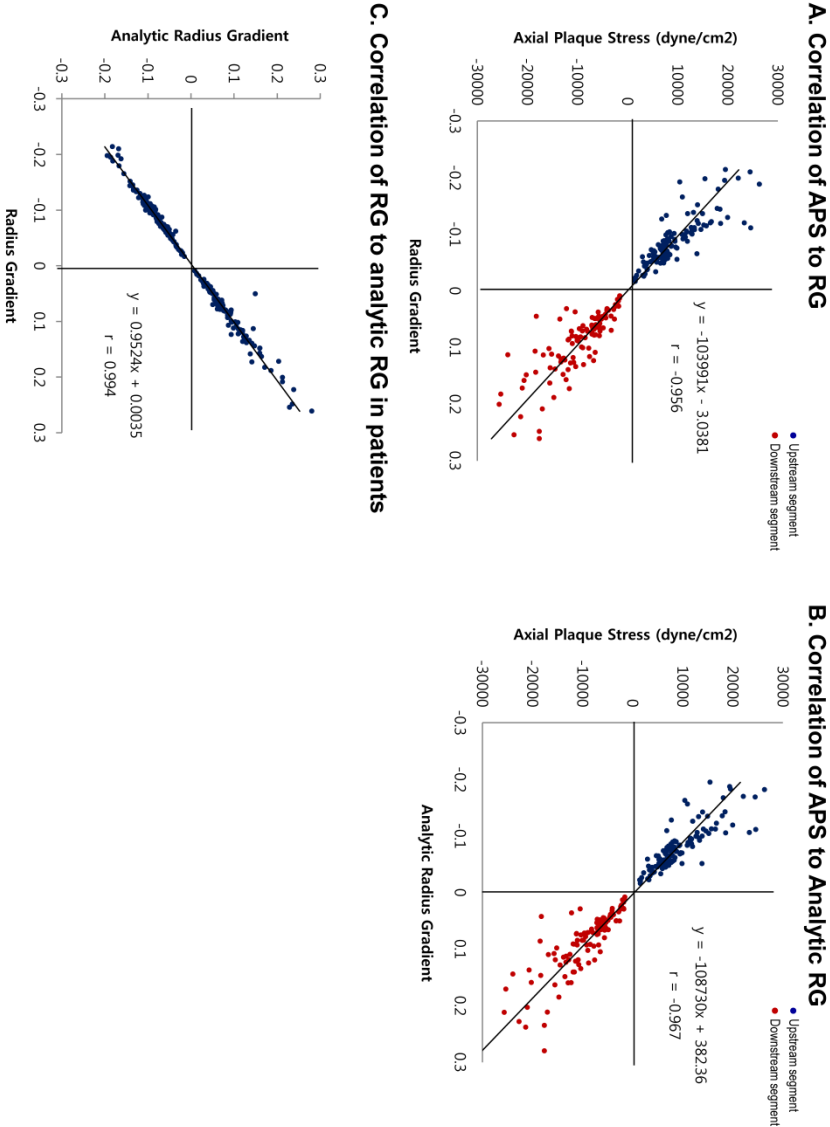 A. Correlation of APS to RG
Upstream segment
Downstream segment
Axial Plaque Stress (dyne/cm2)
30000
20000
10000
0
-10000
-20000
-30000
-0.3
-0.2
-0.1
0
0.1
0.2
0.3
y = -103991x - 3.0381
r = -0.956
Radius Gradient
B. Correlation of APS to Analytic RG
Upstream segment
Downstream segment
Axial Plaque Stress (dyne/cm2)
30000
20000
10000
0
-10000
-20000
-30000
-0.3
-0.2
-0.1
0
0.1
0.2
0.3
y = -108730x + 382.36
r = -0.967
Analytic Radius Gradient
C. Correlation of RG to analytic RG in patients
Analytic Radius Gradient
0.3
0.2
0.1
0
-0.1
-0.2
-0.3
-0.3
-0.2
-0.1
0
0.1
0.2
0.3
y = 0.9524x + 0.0035
r = 0.994
Radius Gradient